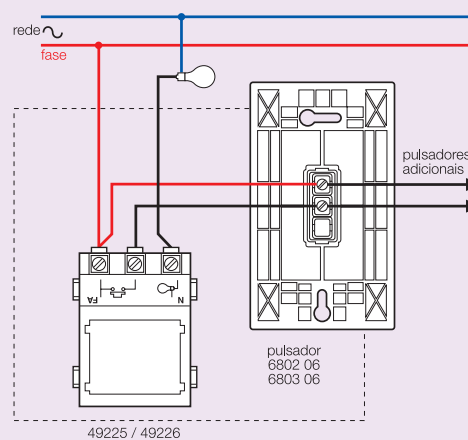 rede
fase
pulsadores
adicionais
FA
N
pulsador
6802 06
6803 06
49225 / 49226